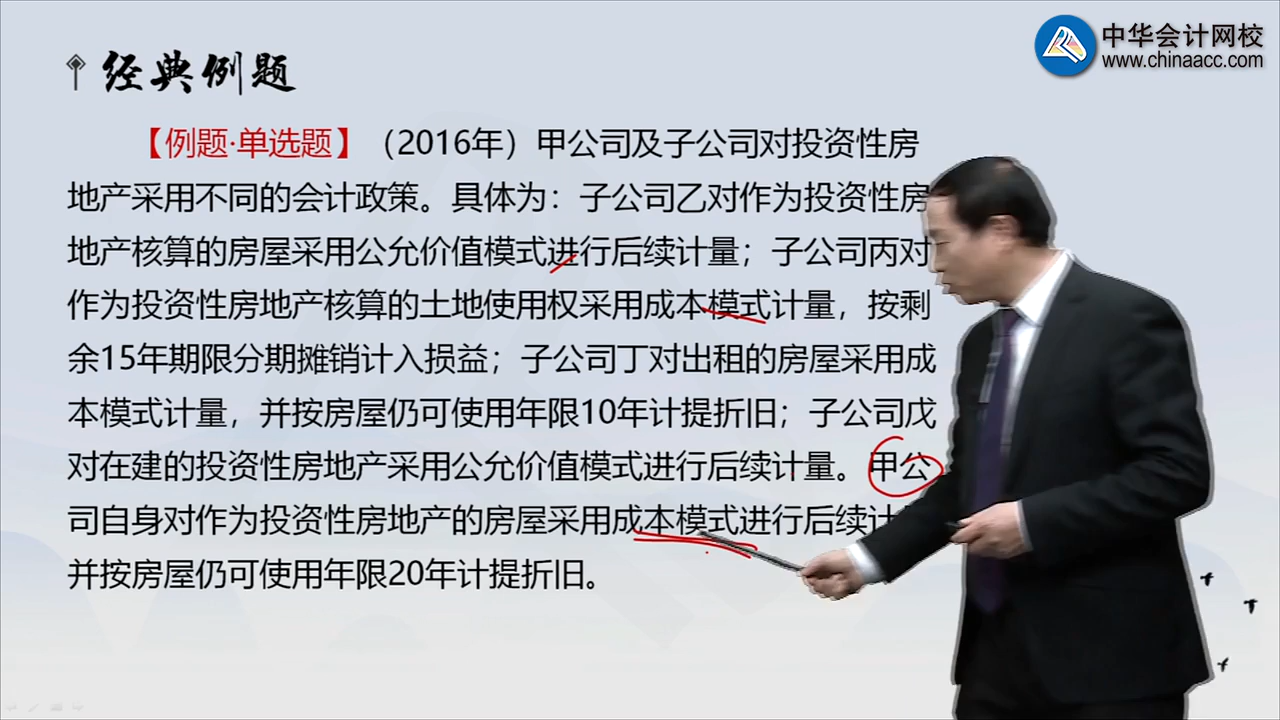 中华会计网校
www.chinaacc.com
经典例题
【例题·单选题】（2016年）甲公司及子公司对投资性房
地产采用不同的会计政策。具体为：子公司乙对作为投资性房
地产核算的房屋采用公允价值模式进行后续计量；子公司丙对
作为投资性房地产核算的土地使用权采用成本模式计量，按剩
余15年期限分期摊销计入损益；子公司丁对出租的房屋采用成
本模式计量，并按房屋仍可使用年限10年计提折旧；子公司戊
对在建的投资性房地产采用公允价值模式进行后续计量。甲公
司自身对作为投资性房地产的房屋采用成本模式进行后续计
并按房屋仍可使用年限20年计提折旧。